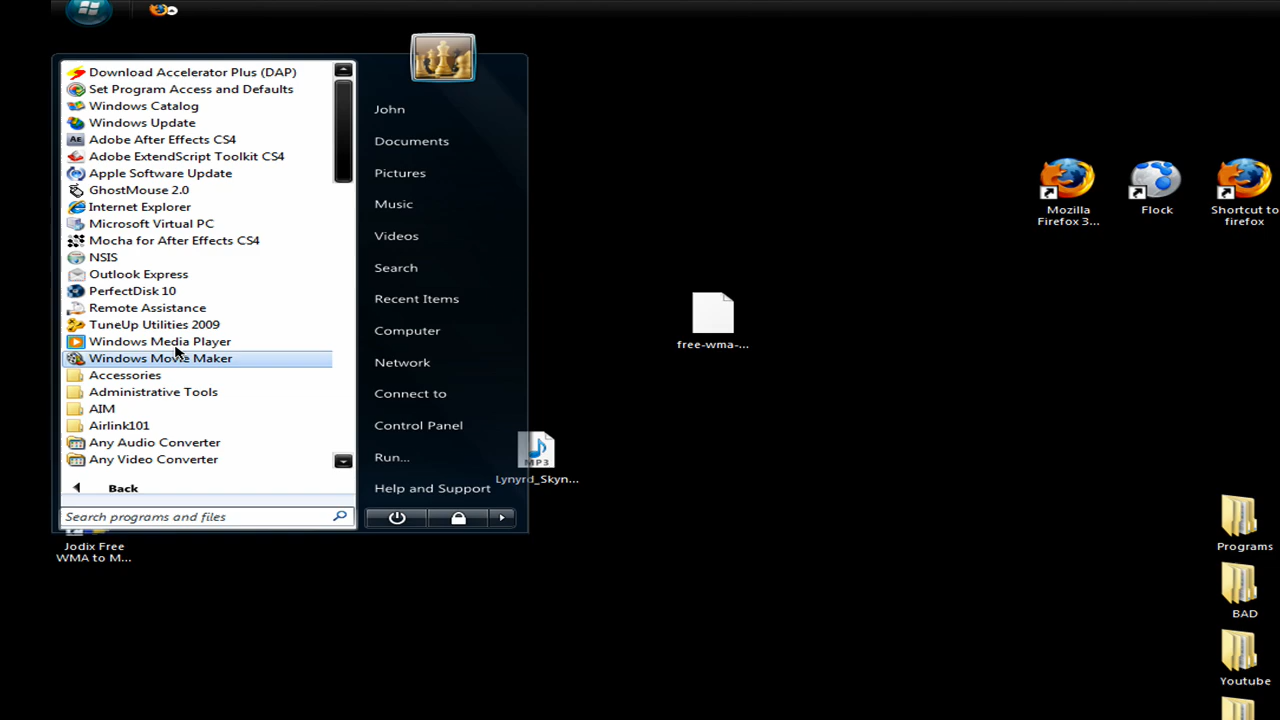 Download Accelerator Plus (DAP)
Set Program Access and Defaults
Windows Catalog
Windows Update
Adobe After Effects CS4
Adobe ExtendScript Toolkit CS4
Apple Software Update
GhostMouse 2.0
Internet Explorer
Microsoft Virtual PC
Mocha for After Effects CS4
NSIS
Outlook Express
PerfectDisk 10
Remote Assistance
TuneUp Utilities 2009
Windows Media Player
Windows Movie Maker
Accessories
Administrative Tools
AIM
Airlink101
Any Audio Converter
Any Video Converter
Back
Search programs and files
John
Documents
Pictures
Music
Videos
Search
Recent Items
Computer
Network
Connect to
Control Panel
Run...
Help and Support
Jodix Free
WMA to M...
MP3
Lynyrd_Skyn...
free-wma-...
Mozilla
Firefox 3...
Flock
Shortcut to
firefox
Programs
BAD
Youtube